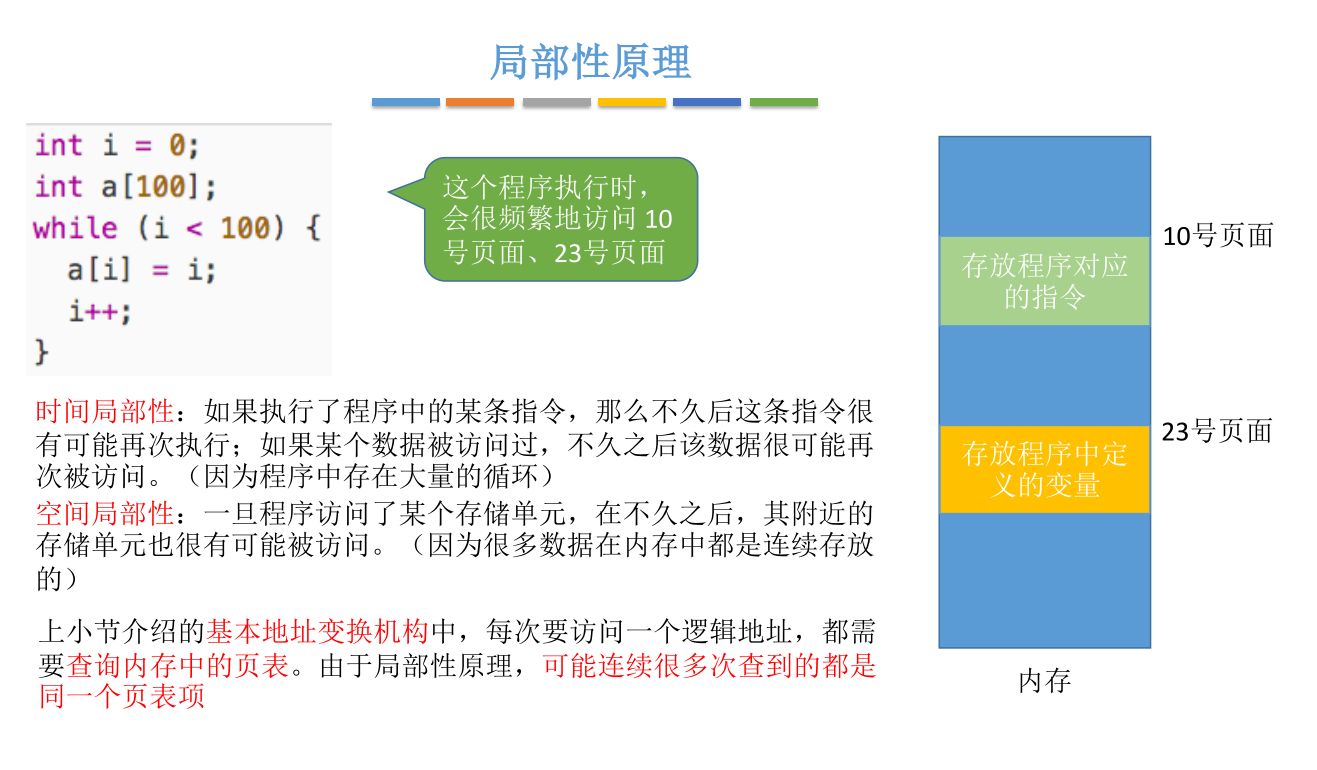 局部性原理
int i = 0;
int a[100];
while (i < 100) {
  a[i] = i;
  i++;
}
这个程序执行时，
会很频繁地访问 10
号页面、23号页面
时间局部性：如果执行了程序中的某条指令，那么不久后这条指令很
有可能再次执行；如果某个数据被访问过，不久之后该数据很可能再
次被访问。（因为程序中存在大量的循环）
空间局部性：一旦程序访问了某个存储单元，在不久之后，其附近的
存储单元也很有可能被访问。（因为很多数据在内存中都是连续存放
的）
上小节介绍的基本地址变换机构中，每次要访问一个逻辑地址，都需
要查询内存中的页表。由于局部性原理，可能连续很多次查到的都是
同一个页表项
10号页面
存放程序对应
的指令
23号页面
存放程序中定
义的变量
内存